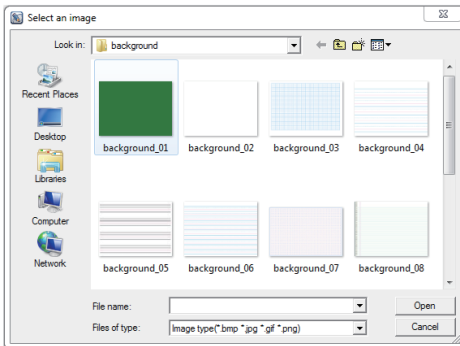 Select an image
Look in: background
Recent Places
Desktop
Libraries
Computer
Network
background_01 background_02 background_03 background_04
background_05 background_06 background_07 background_08
File name: Open
Files of type: Image type(*.bmp *.jpg *.gif *.png) Cancel